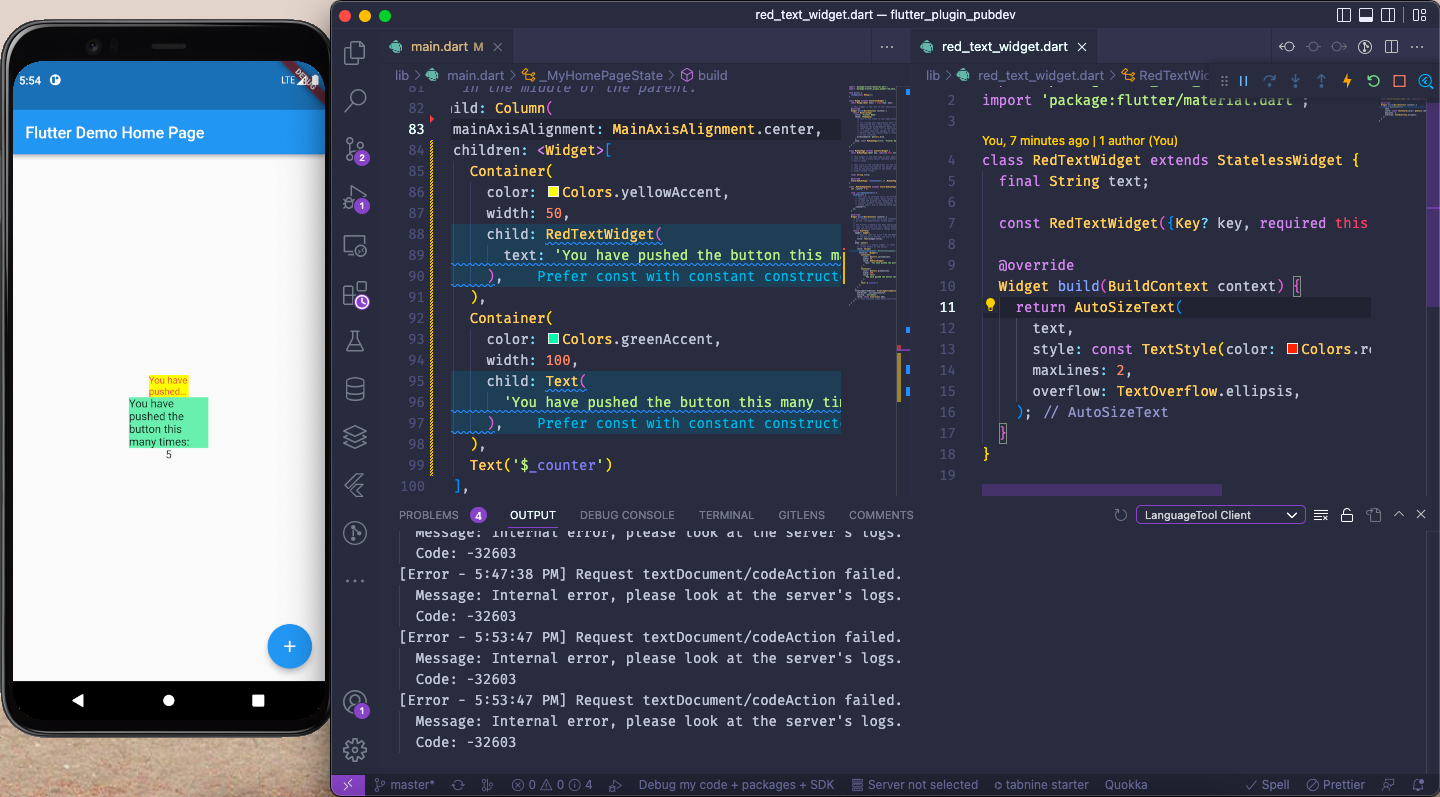 5:54
LTE
DEBUG
Flutter Demo Home Page
You have
pushed...
You have
pushed the
button this
many times:
5
+
red_text_widget.dart — flutter_plugin_pubdev
main.dart M
red_text_widget.dart
lib > main.dart > _MyHomePageState > build
81 in the middle of the parent.
82 ild: Column(
83 mainAxisAlignment: MainAxisAlignment.center,
84 children: <Widget>[
85 Container(
86 color: Colors.yellowAccent,
87 width: 50,
88 child: RedTextWidget(
89 text: 'You have pushed the button this m
90 ), Prefer const with constant construct
91 ),
92 Container(
93 color: Colors.greenAccent,
94 width: 100,
95 child: Text(
96 'You have pushed the button this many ti
97 ), Prefer const with constant construct
98 ),
99 Text('$_counter')
100 ],
lib > red_text_widget.dart > RedTextWi
2 import 'package:flutter/material.dart';
3
You, 7 minutes ago | 1 author (You)
4 class RedTextWidget extends StatelessWidget {
5 final String text;
6
7 const RedTextWidget({Key? key, required this
8
9 @override
10 Widget build(BuildContext context) {
11 return AutoSizeText(
12 text,
13 style: const TextStyle(color: Colors.re
14 maxLines: 2,
15 overflow: TextOverflow.ellipsis,
16 ); // AutoSizeText
17 }
18 }
19
2
1
1
PROBLEMS 4 OUTPUT DEBUG CONSOLE TERMINAL GITLENS COMMENTS
LanguageTool Client
Message: Internal error, please look at the server's logs.
Code: -32603
[Error - 5:47:38 PM] Request textDocument/codeAction failed.
Message: Internal error, please look at the server's logs.
Code: -32603
[Error - 5:53:47 PM] Request textDocument/codeAction failed.
Message: Internal error, please look at the server's logs.
Code: -32603
[Error - 5:53:47 PM] Request textDocument/codeAction failed.
Message: Internal error, please look at the server's logs.
Code: -32603
master* 0 0 4 Debug my code + packages + SDK Server not selected tabnine starter Quokka Spell Prettier